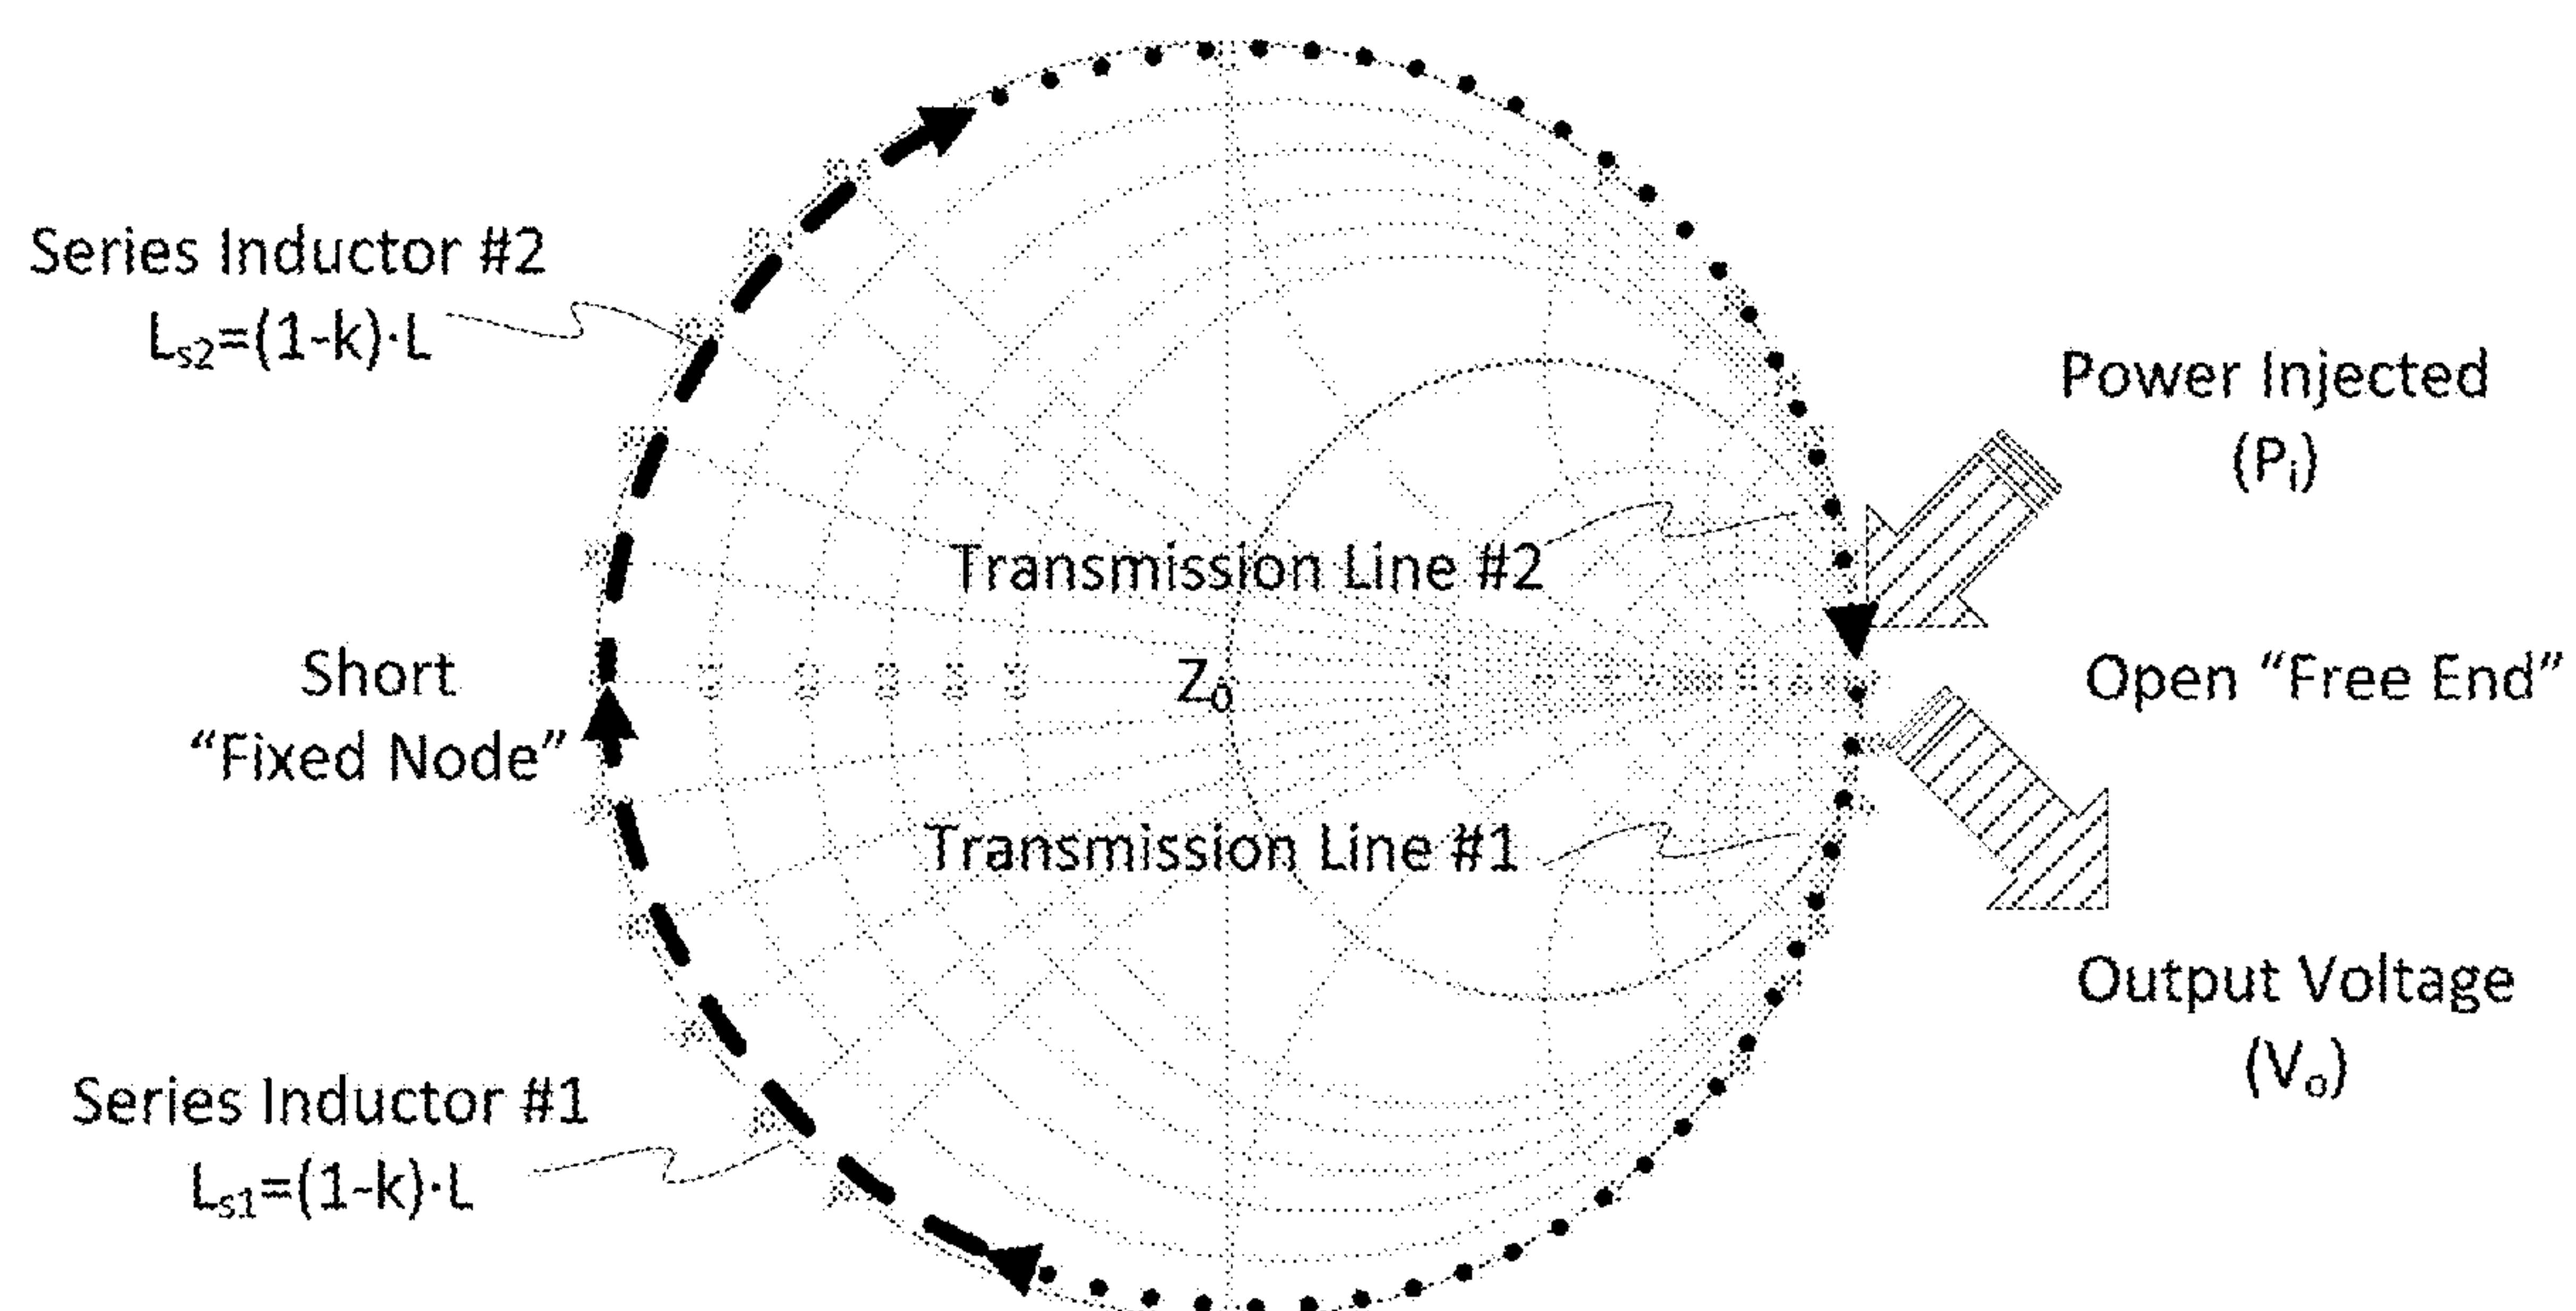 Series Inductor #2
Lₛ₂=(1-k)·L
Power Injected
(Pᵢ)
Transmission Line #2
Short
“Fixed Node”
Z₀
Open “Free End”
Transmission Line #1
Output Voltage
(Vₒ)
Series Inductor #1
Lₛ₁=(1-k)·L